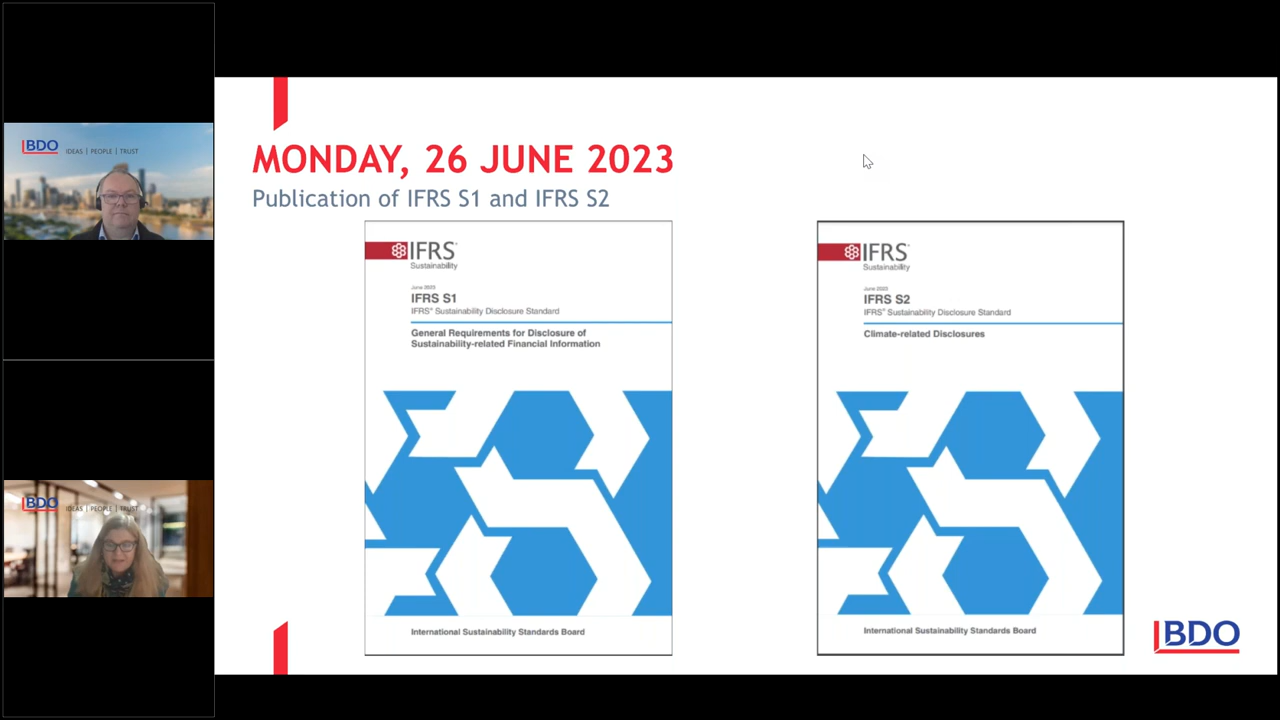 BDO
IDEAS | PEOPLE | TRUST
BDO
IDEAS | PEOPLE | TRUST
MONDAY, 26 JUNE 2023
Publication of IFRS S1 and IFRS S2
IFRS®
Sustainability
June 2023
IFRS S1
IFRS® Sustainability Disclosure Standard
General Requirements for Disclosure of
Sustainability-related Financial Information
International Sustainability Standards Board
IFRS®
Sustainability
June 2023
IFRS S2
IFRS® Sustainability Disclosure Standard
Climate-related Disclosures
International Sustainability Standards Board
BDO